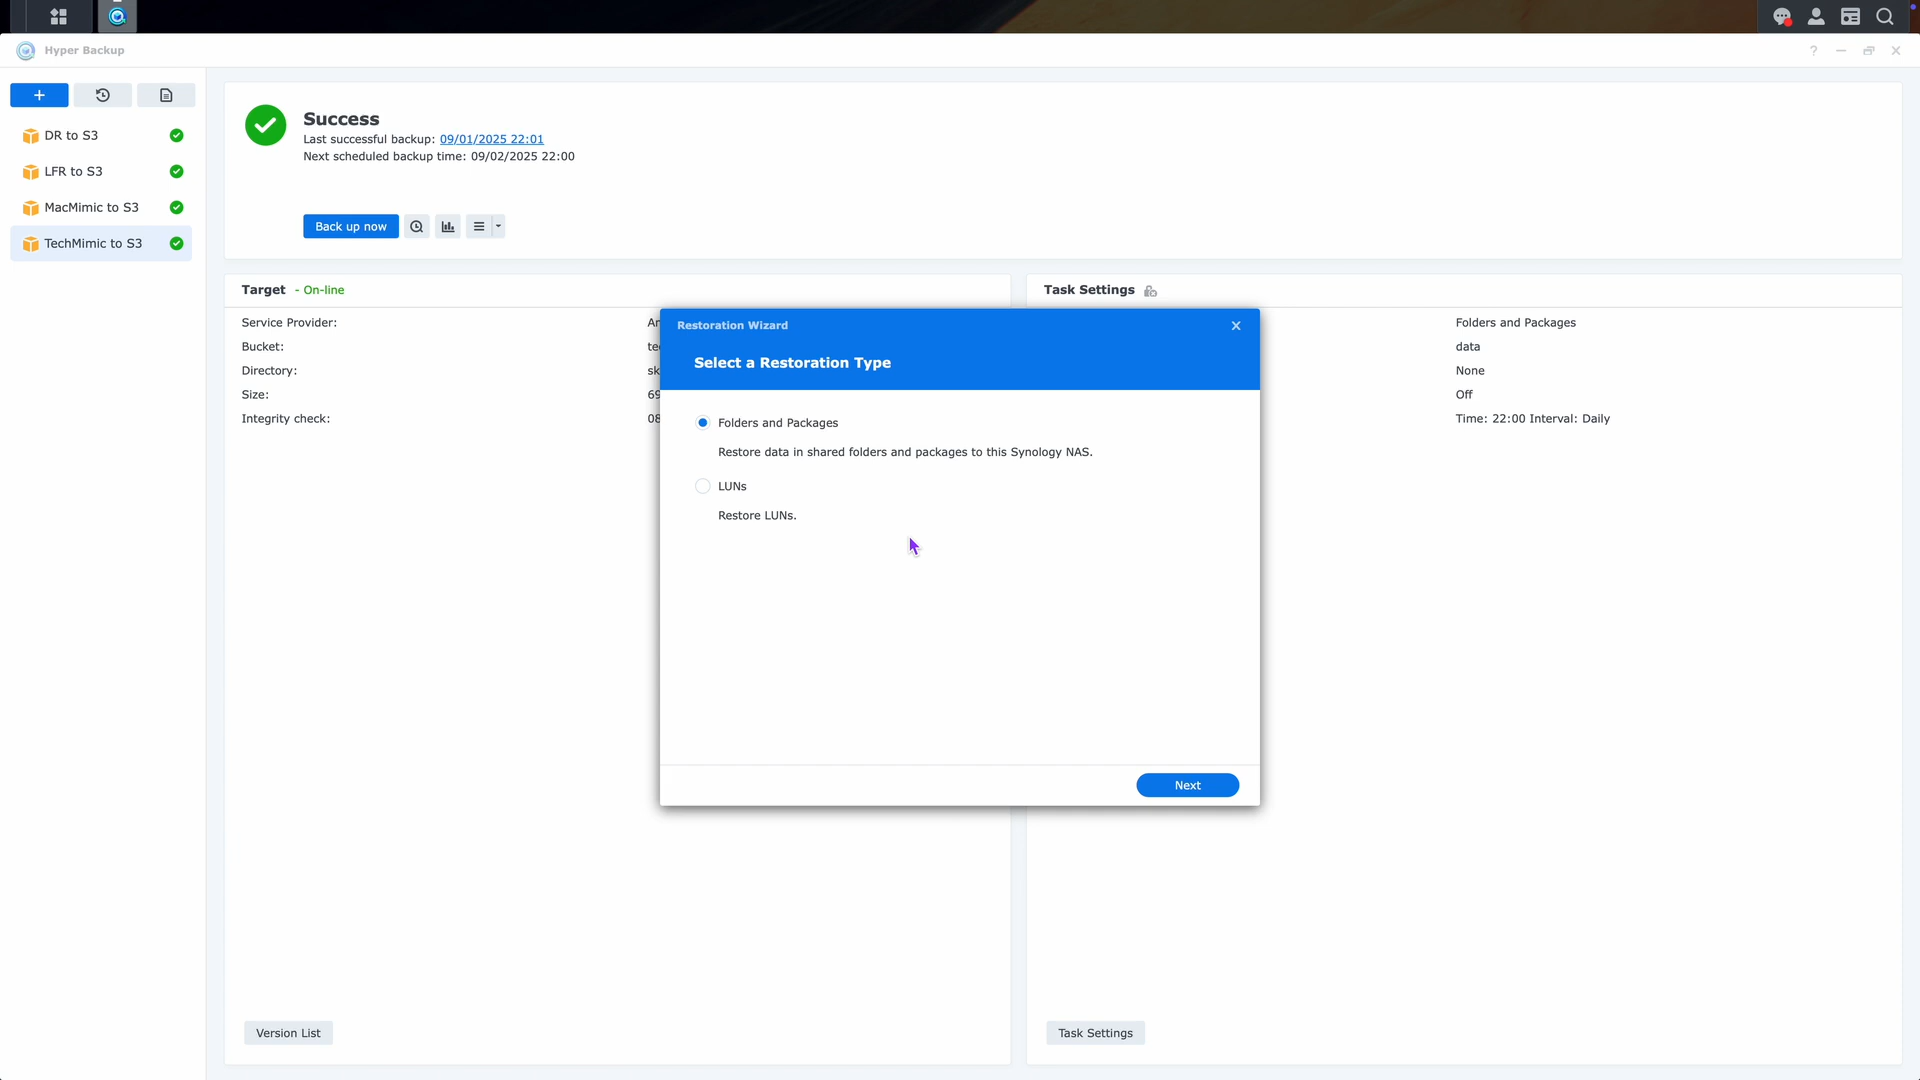 Hyper Backup
DR to S3
LFR to S3
MacMimic to S3
TechMimic to S3
Success
Last successful backup: 09/01/2025 22:01
Next scheduled backup time: 09/02/2025 22:00
Back up now
Target - On-line
Service Provider:
Bucket:
Directory:
Size:
Integrity check:
Task Settings
Folders and Packages
data
None
Off
Time: 22:00 Interval: Daily
Restoration Wizard
Select a Restoration Type
Folders and Packages
Restore data in shared folders and packages to this Synology NAS.
LUNs
Restore LUNs.
Next
Version List
Task Settings